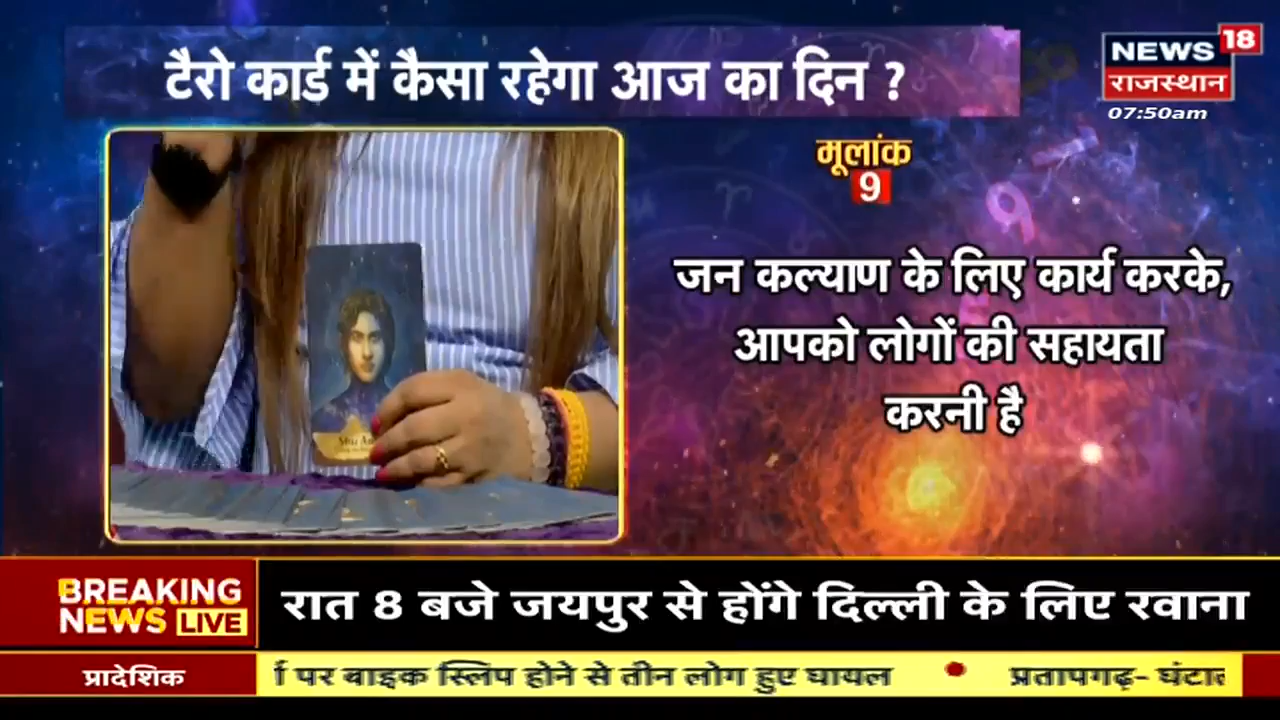 टैरो कार्ड में कैसा रहेगा आज का दिन ?
NEWS 18
राजस्थान
07:50am
मूलांक
9
जन कल्याण के लिए कार्य करके,
आपको लोगों की सहायता
करनी है
BREAKING
NEWS LIVE
रात 8 बजे जयपुर से होंगे दिल्ली के लिए रवाना
प्रादेशिक
पर बाइक स्लिप होने से तीन लोग हुए घायल • प्रतापगढ़-